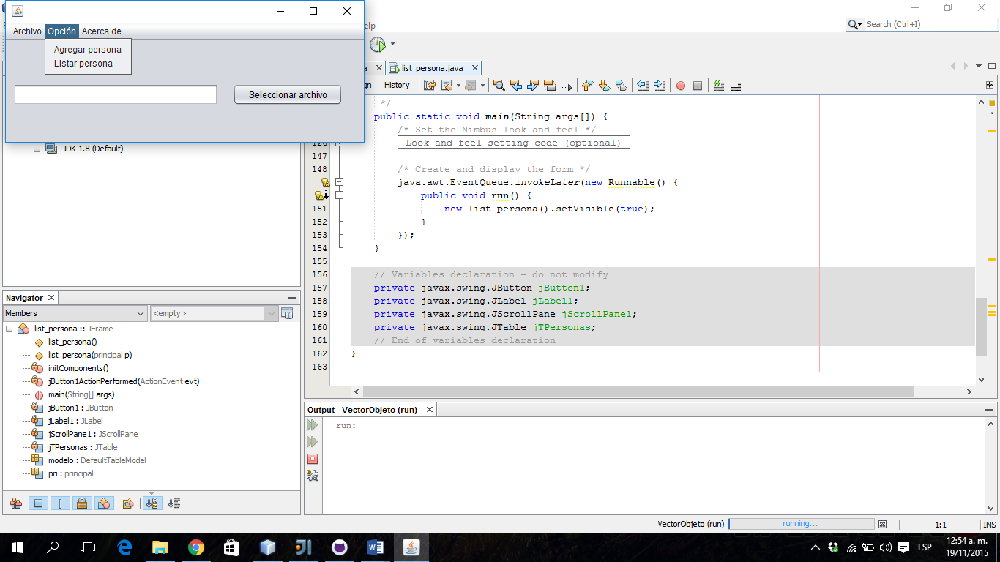 Archivo Opción Acerca de
Agregar persona
Listar persona
Seleccionar archivo
elp
Search (Ctrl+I)
a
list_persona.java
gn History
JDK 1.8 (Default)
*/
public static void main(String args[]) {
/* Set the Nimbus look and feel */
126 Look and feel setting code (optional)
147
148 /* Create and display the form */
java.awt.EventQueue.invokeLater(new Runnable() {
public void run() {
151 new list_persona().setVisible(true);
152 }
153 });
154 }
155
156 // Variables declaration - do not modify
157 private javax.swing.JButton jButton1;
158 private javax.swing.JLabel jLabel1;
159 private javax.swing.JScrollPane jScrollPane1;
160 private javax.swing.JTable jTPersonas;
161 // End of variables declaration
162 }
163
Navigator
Members <empty>
list_persona :: JFrame
list_persona()
list_persona(principal p)
initComponents()
jButton1ActionPerformed(ActionEvent evt)
main(String[] args)
jButton1 : JButton
jLabel1 : JLabel
jScrollPane1 : JScrollPane
jTPersonas : JTable
modelo : DefaultTableModel
pri : principal
Output - VectorObjeto (run)
run:
VectorObjeto (run) running... 1:1 INS
ESP
12:54 a. m.
19/11/2015